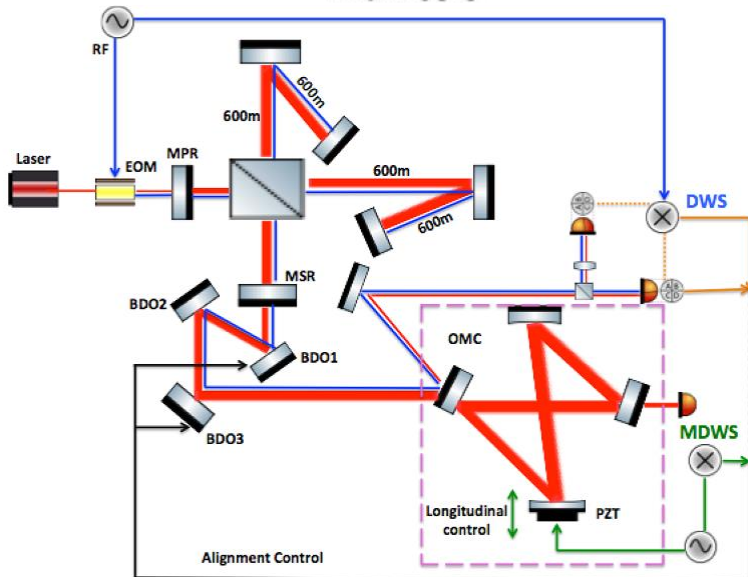 RF
600m
600m
Laser
EOM
MPR
600m
600m
DWS
A B
C D
MSR
BDO2
BDO1
BDO3
OMC
MDWS
Longitudinal
control
PZT
Alignment Control